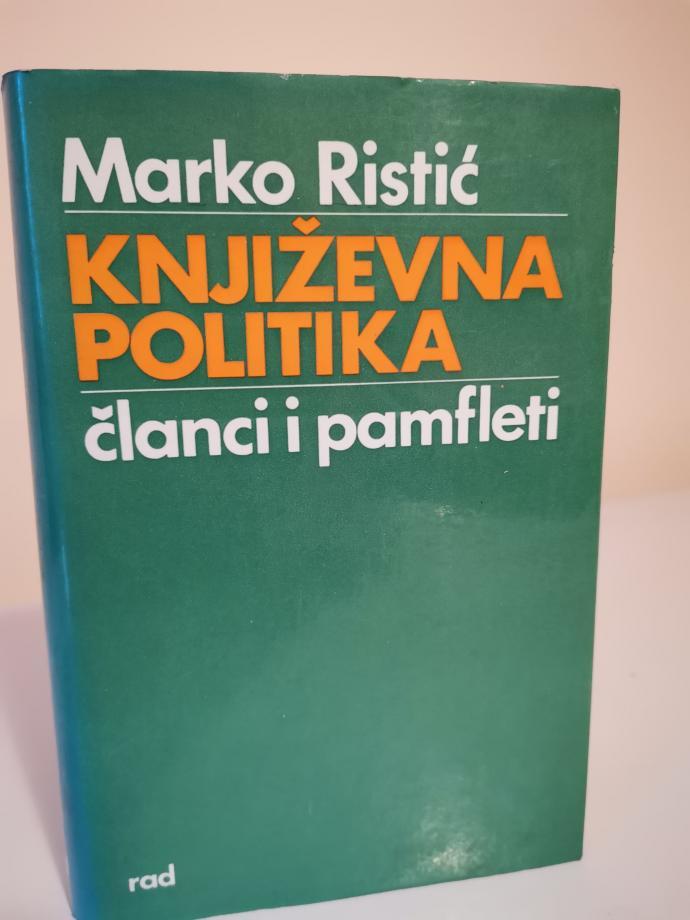 Marko Ristić
KNJIŽEVNA
POLITIKA
članci i pamfleti
rad